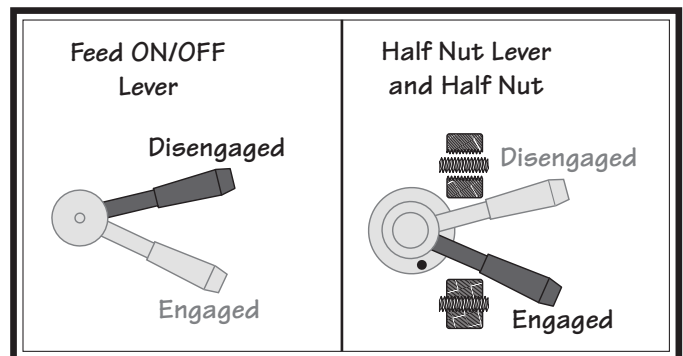 Feed ON/OFF
Lever
Disengaged
Engaged
Half Nut Lever
and Half Nut
Disengaged
Engaged